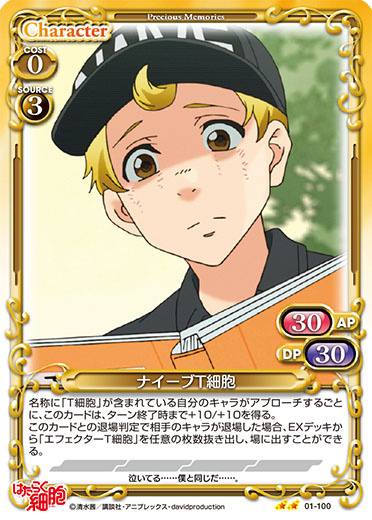 Precious Memories
Character
COST
0
SOURCE
3
30 AP
DP 30
ナイーブT細胞
名称に「T細胞」が含まれている自分のキャラがアプローチするごと
に、このカードは、ターン終了時まで+10/+10を得る。
このカードとの退場判定で相手のキャラが退場した場合、EXデッキか
ら「エフェクターT細胞」を任意の枚数抜き出し、場に出すことができ
る。
泣いてる……僕と同じだ……。
はたらく細胞
©清水茜／講談社・アニプレックス・davidproduction
01-100